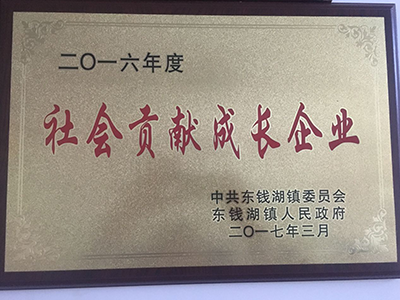 二〇一六年度
社会贡献成长企业
中共东钱湖镇委员会
东钱湖镇人民政府
二〇一七年三月